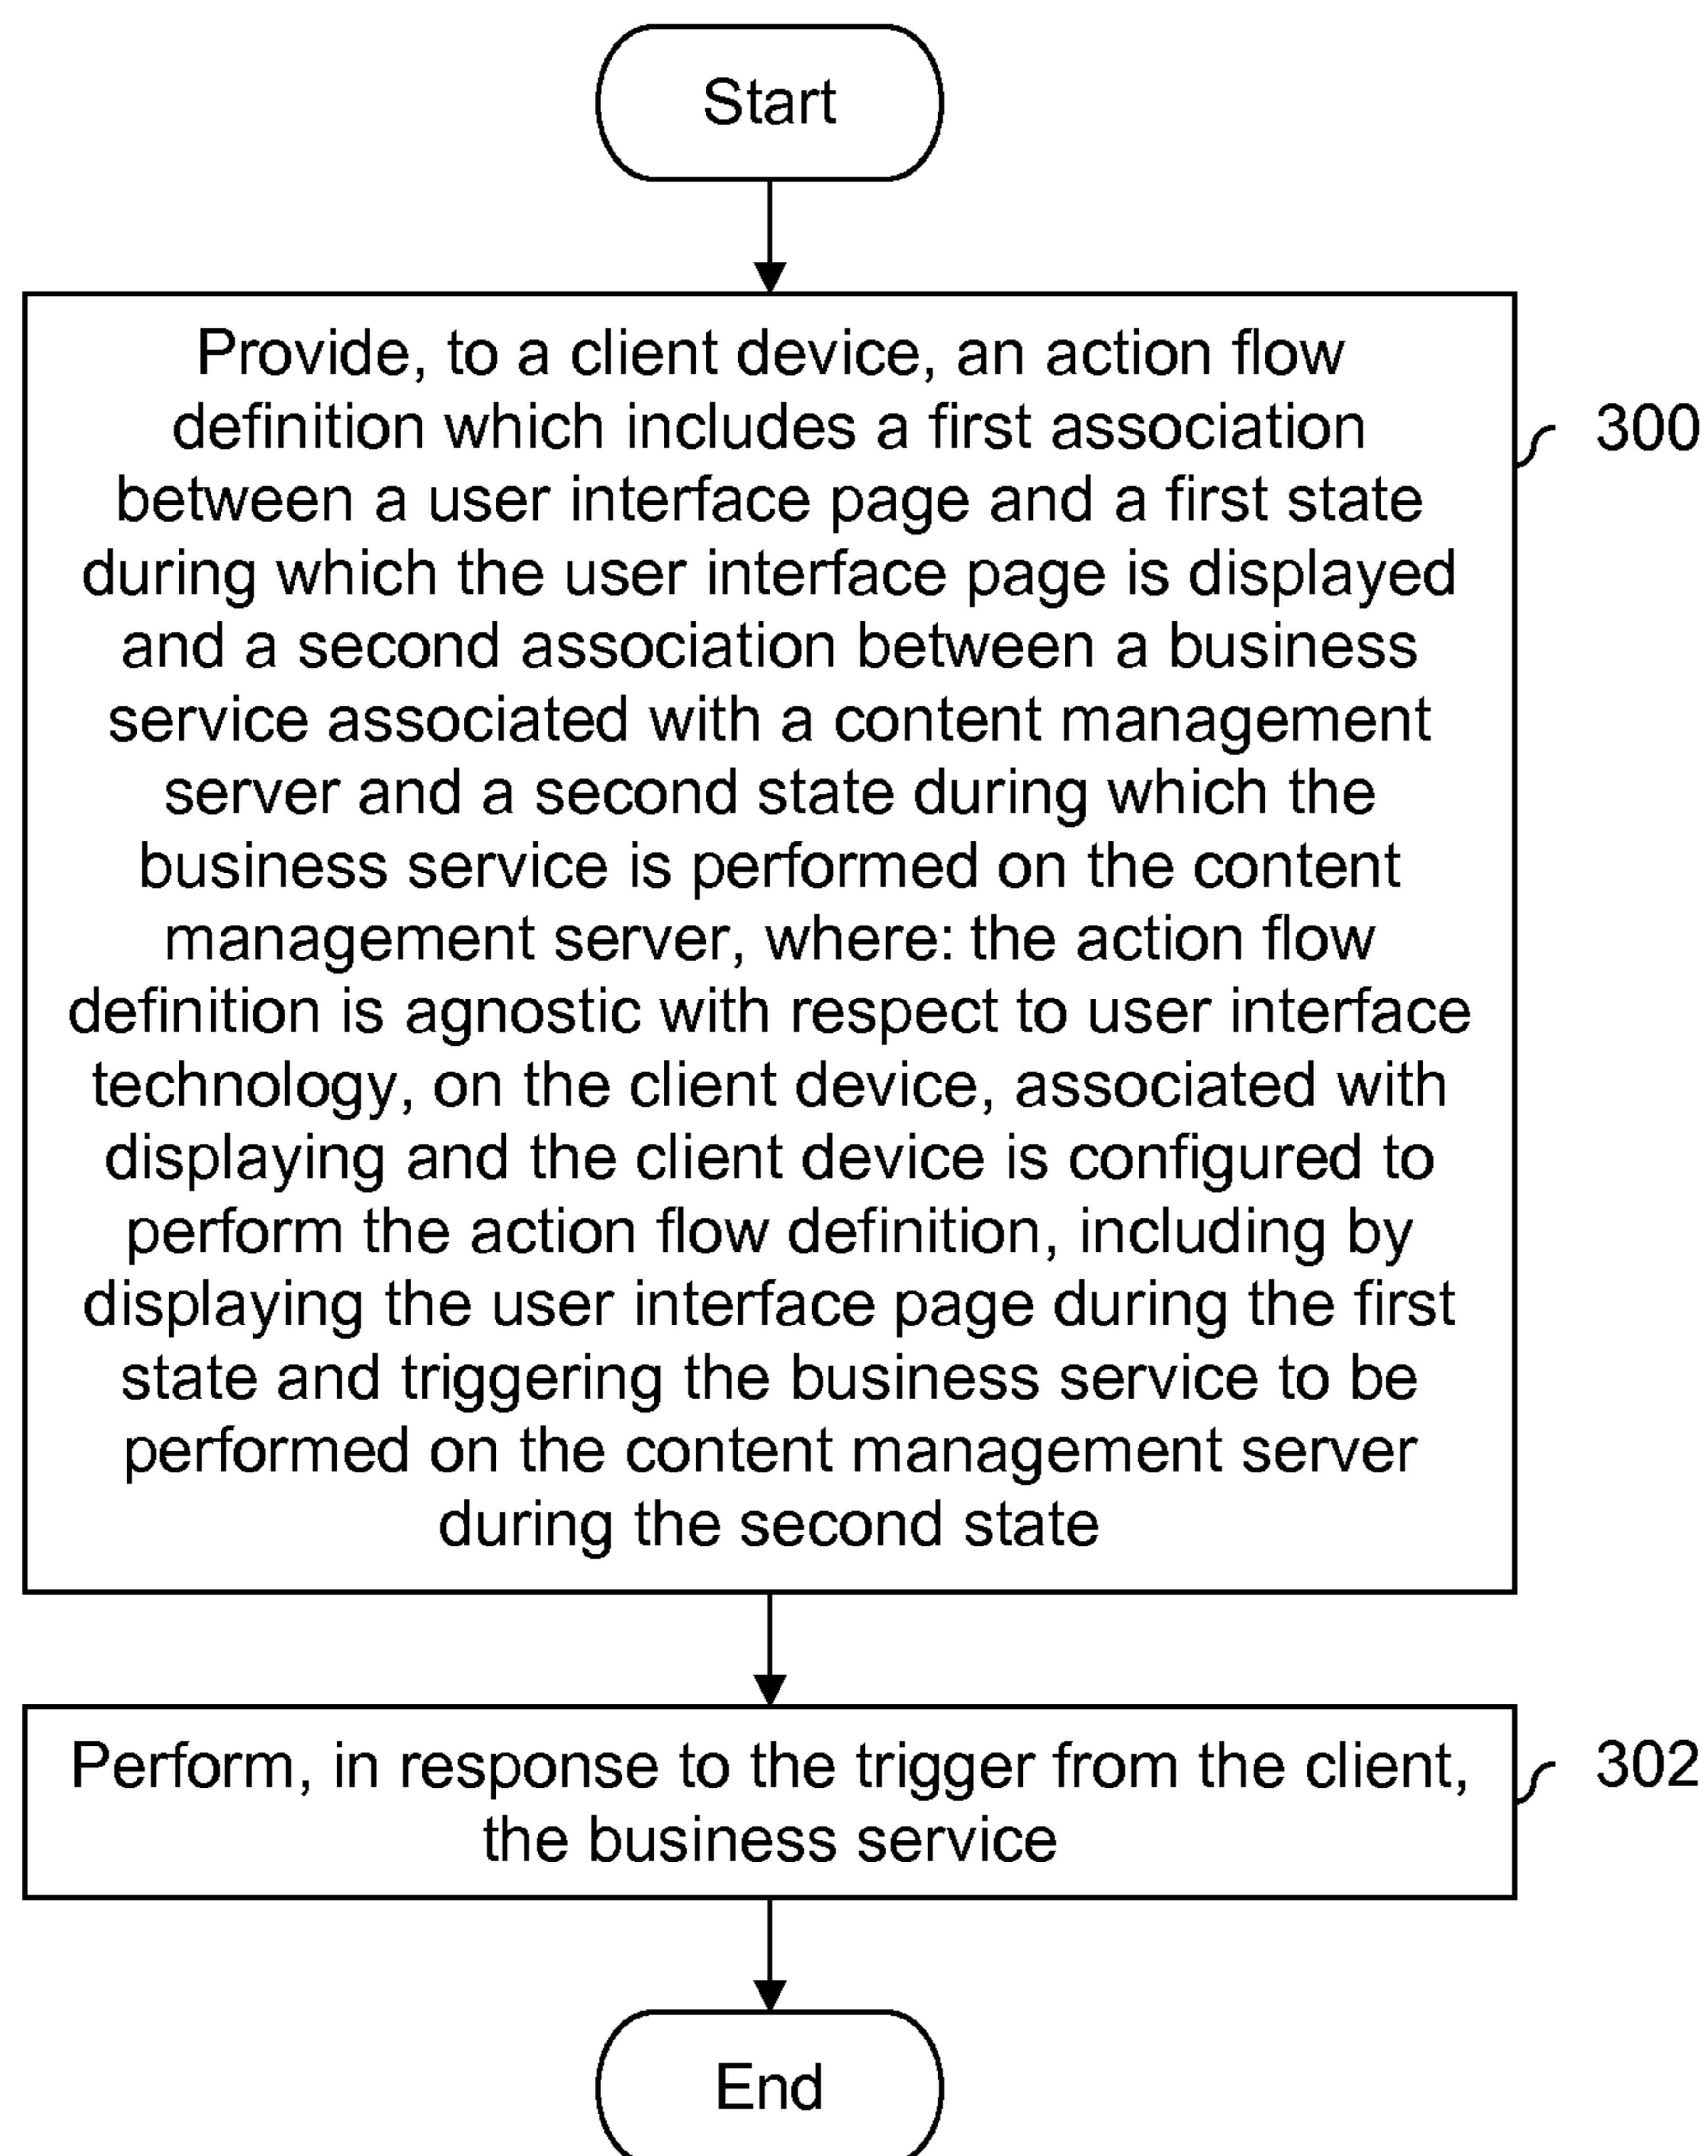 Start
Provide, to a client device, an action flow
definition which includes a first association
between a user interface page and a first state
during which the user interface page is displayed
and a second association between a business
service associated with a content management
server and a second state during which the
business service is performed on the content
management server, where: the action flow
definition is agnostic with respect to user interface
technology, on the client device, associated with
displaying and the client device is configured to
perform the action flow definition, including by
displaying the user interface page during the first
state and triggering the business service to be
performed on the content management server
during the second state
300
Perform, in response to the trigger from the client,
the business service
302
End